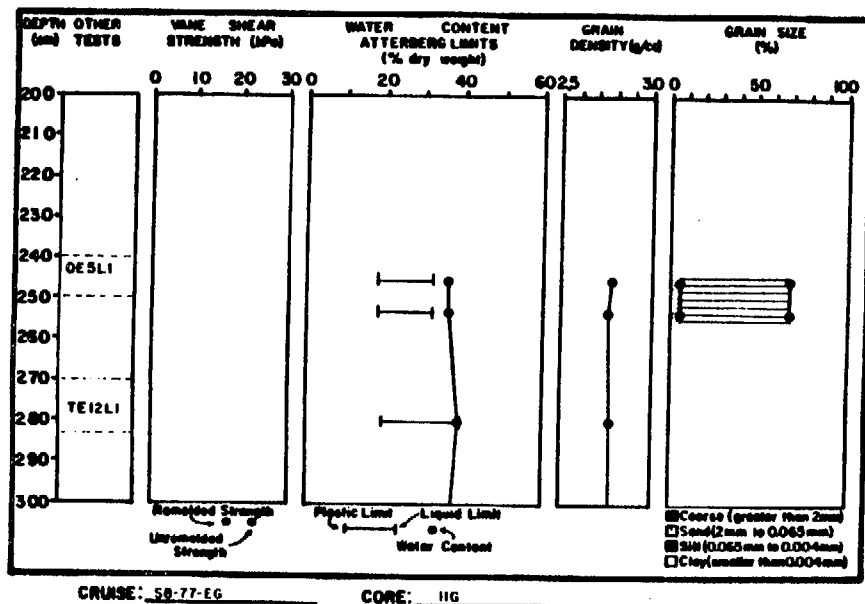 DEPTH OTHER VANE SHEAR WATER CONTENT GRAIN GRAIN SIZE
(cm) TESTS STRENGTH (kPa) ATTERBERG LIMITS DENSITY (g/cc) (%)
(% dry weight)
0 10 20 30 0 20 40 60 2.5 3.0 0 50 100
200
210
220
230
240
OE5L1
250
260
270
TE12L1
280
290
300
Remolded Strength Plastic Limit Liquid Limit Coarse (greater than 2mm)
Unremolded Water Content Sand (2mm to 0.065mm)
Strength Silt (0.065mm to 0.004mm)
Clay (smaller than 0.004mm)
CRUISE: 58-77-EG CORE: 11G